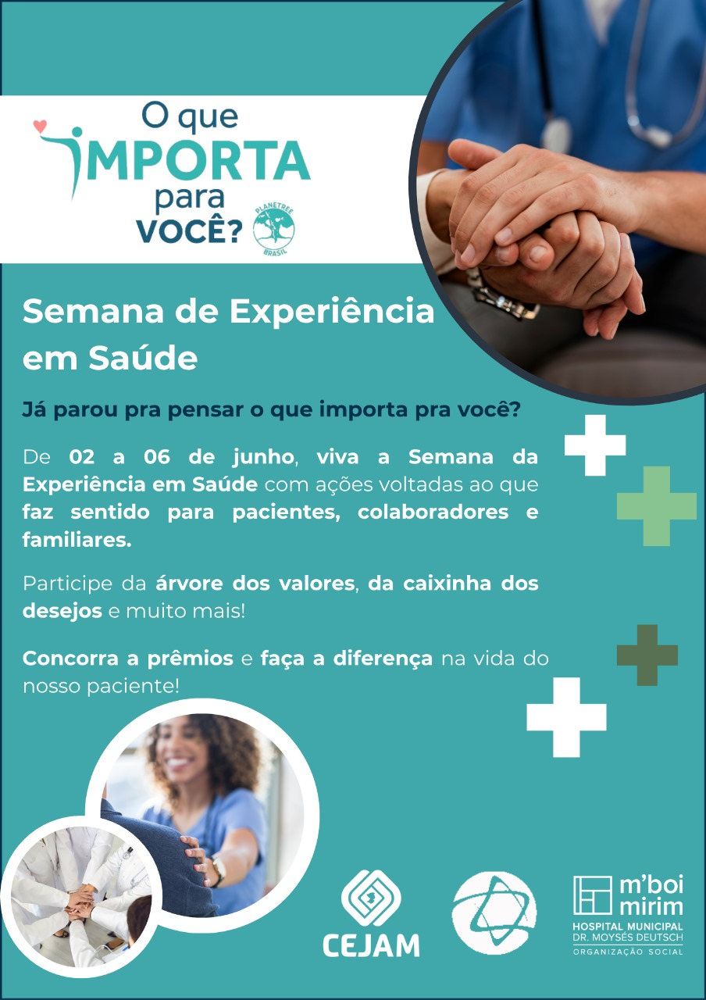 O que
IMPORTA
para
VOCÊ?
PLANETREE
BRASIL
Semana de Experiência
em Saúde
Já parou pra pensar o que importa pra você?
De 02 a 06 de junho, viva a Semana da
Experiência em Saúde com ações voltadas ao que
faz sentido para pacientes, colaboradores e
familiares.
Participe da árvore dos valores, da caixinha dos
desejos e muito mais!
Concorra a prêmios e faça a diferença na vida do
nosso paciente!
CEJAM
m'boi
mirim
HOSPITAL MUNICIPAL
DR. MOYSÉS DEUTSCH
ORGANIZAÇÃO SOCIAL